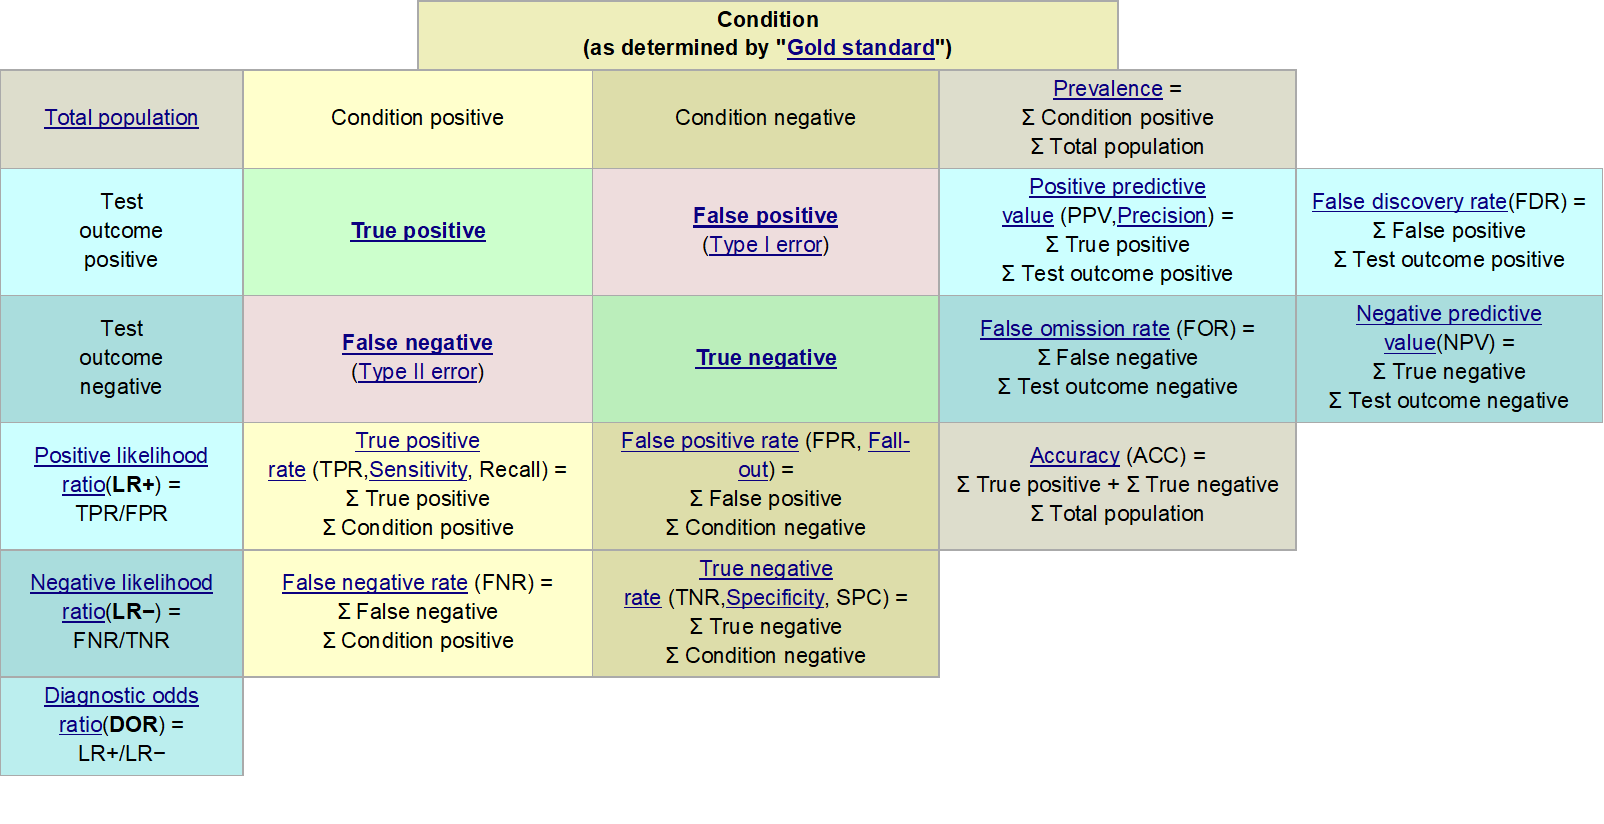 Condition
(as determined by "Gold standard")
Total population
Condition positive
Condition negative
Prevalence =
Σ Condition positive
Σ Total population
Test
outcome
positive
True positive
False positive
(Type I error)
Positive predictive
value (PPV,Precision) =
Σ True positive
Σ Test outcome positive
False discovery rate(FDR) =
Σ False positive
Σ Test outcome positive
Test
outcome
negative
False negative
(Type II error)
True negative
False omission rate (FOR) =
Σ False negative
Σ Test outcome negative
Negative predictive
value(NPV) =
Σ True negative
Σ Test outcome negative
Positive likelihood
ratio(LR+) =
TPR/FPR
True positive
rate (TPR,Sensitivity, Recall) =
Σ True positive
Σ Condition positive
False positive rate (FPR, Fall-
out) =
Σ False positive
Σ Condition negative
Accuracy (ACC) =
Σ True positive + Σ True negative
Σ Total population
Negative likelihood
ratio(LR−) =
FNR/TNR
False negative rate (FNR) =
Σ False negative
Σ Condition positive
True negative
rate (TNR,Specificity, SPC) =
Σ True negative
Σ Condition negative
Diagnostic odds
ratio(DOR) =
LR+/LR−